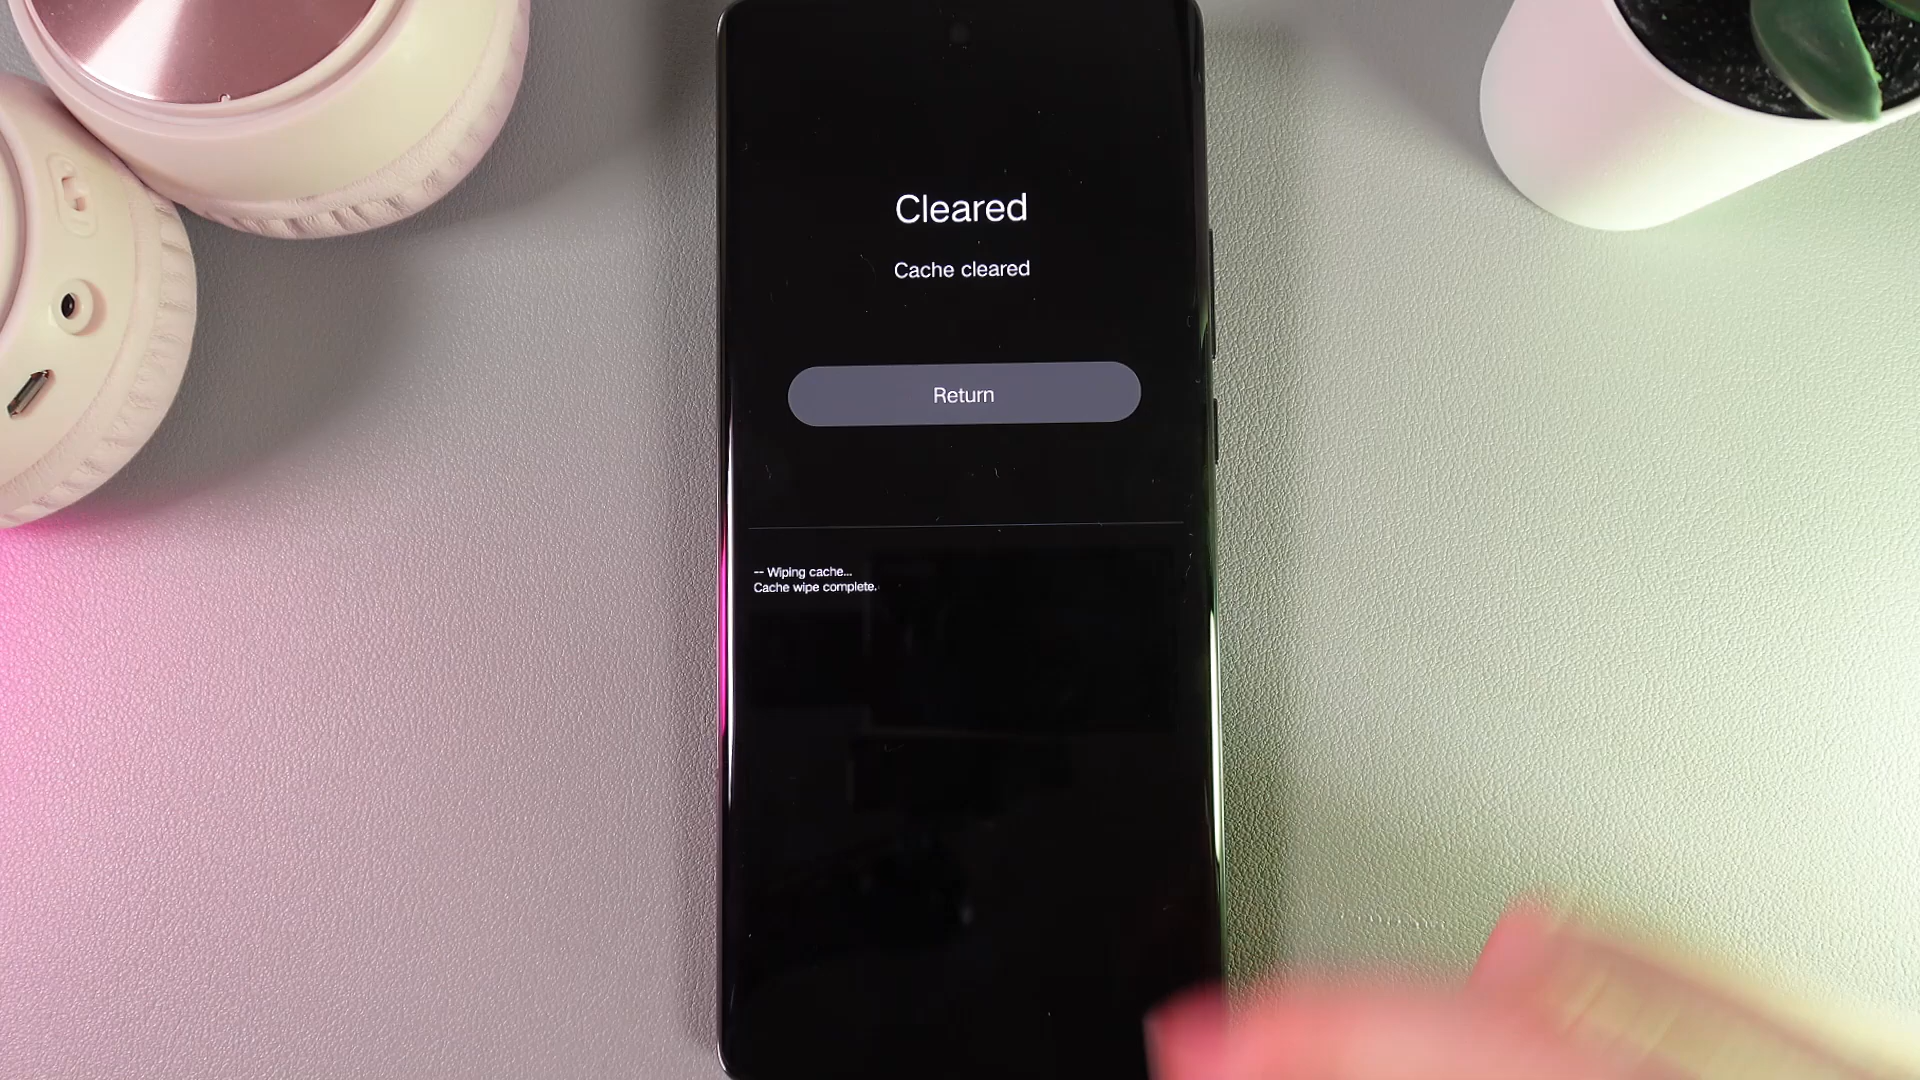 Cleared
Cache cleared
Return
-- Wiping cache...
Cache wipe complete.